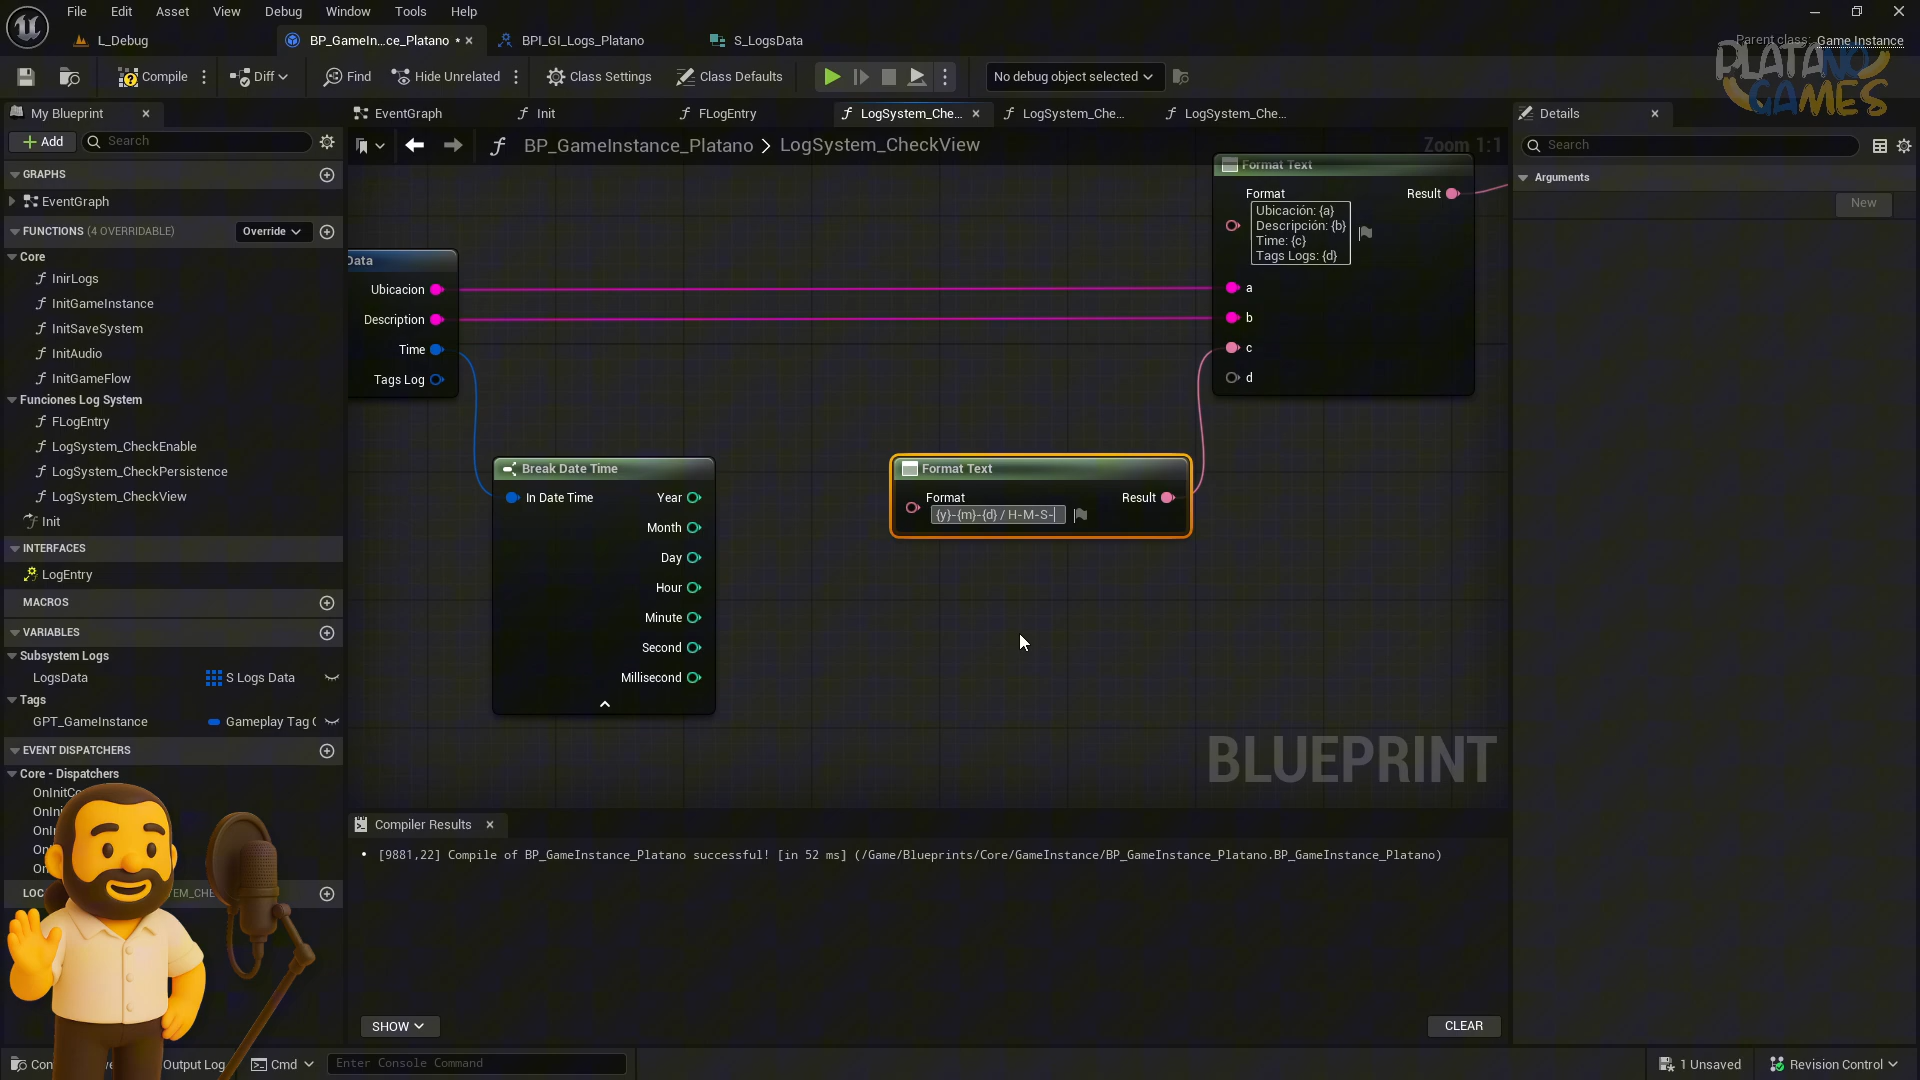 File Edit Asset View Debug Window Tools Help
L_Debug
BP_GameIn...ce_Platano
BPI_GI_Logs_Platano
S_LogsData
Parent class: Game Instance
PLATANO
GAMES
Compile
Diff
Find
Hide Unrelated
Class Settings
Class Defaults
No debug object selected
My Blueprint
EventGraph
Init
FLogEntry
LogSystem_Che...
LogSystem_Che...
LogSystem_Che...
Details
Add
Search
BP_GameInstance_Platano > LogSystem_CheckView
Zoom 1:1
Search
GRAPHS
EventGraph
FUNCTIONS (4 OVERRIDABLE)
Override
Core
InirLogs
InitGameInstance
InitSaveSystem
InitAudio
InitGameFlow
Funciones Log System
FLogEntry
LogSystem_CheckEnable
LogSystem_CheckPersistence
LogSystem_CheckView
Init
INTERFACES
LogEntry
MACROS
VARIABLES
Subsystem Logs
LogsData
S Logs Data
Tags
GPT_GameInstance
Gameplay Tag C
EVENT DISPATCHERS
Core - Dispatchers
Data
Ubicacion
Description
Time
Tags Log
Break Date Time
In Date Time
Year
Month
Day
Hour
Minute
Second
Millisecond
Format Text
Format
Result
{y}-{m}-{d} / H-M-S-
Format Text
Format
Result
Ubicación: {a}
Descripción: {b}
Time: {c}
Tags Logs: {d}
a
b
c
d
BLUEPRINT
Arguments
New
Compiler Results
[9881,22] Compile of BP_GameInstance_Platano successful! [in 52 ms] (/Game/Blueprints/Core/GameInstance/BP_GameInstance_Platano.BP_GameInstance_Platano)
SHOW
CLEAR
Output Log
Cmd
Enter Console Command
1 Unsaved
Revision Control